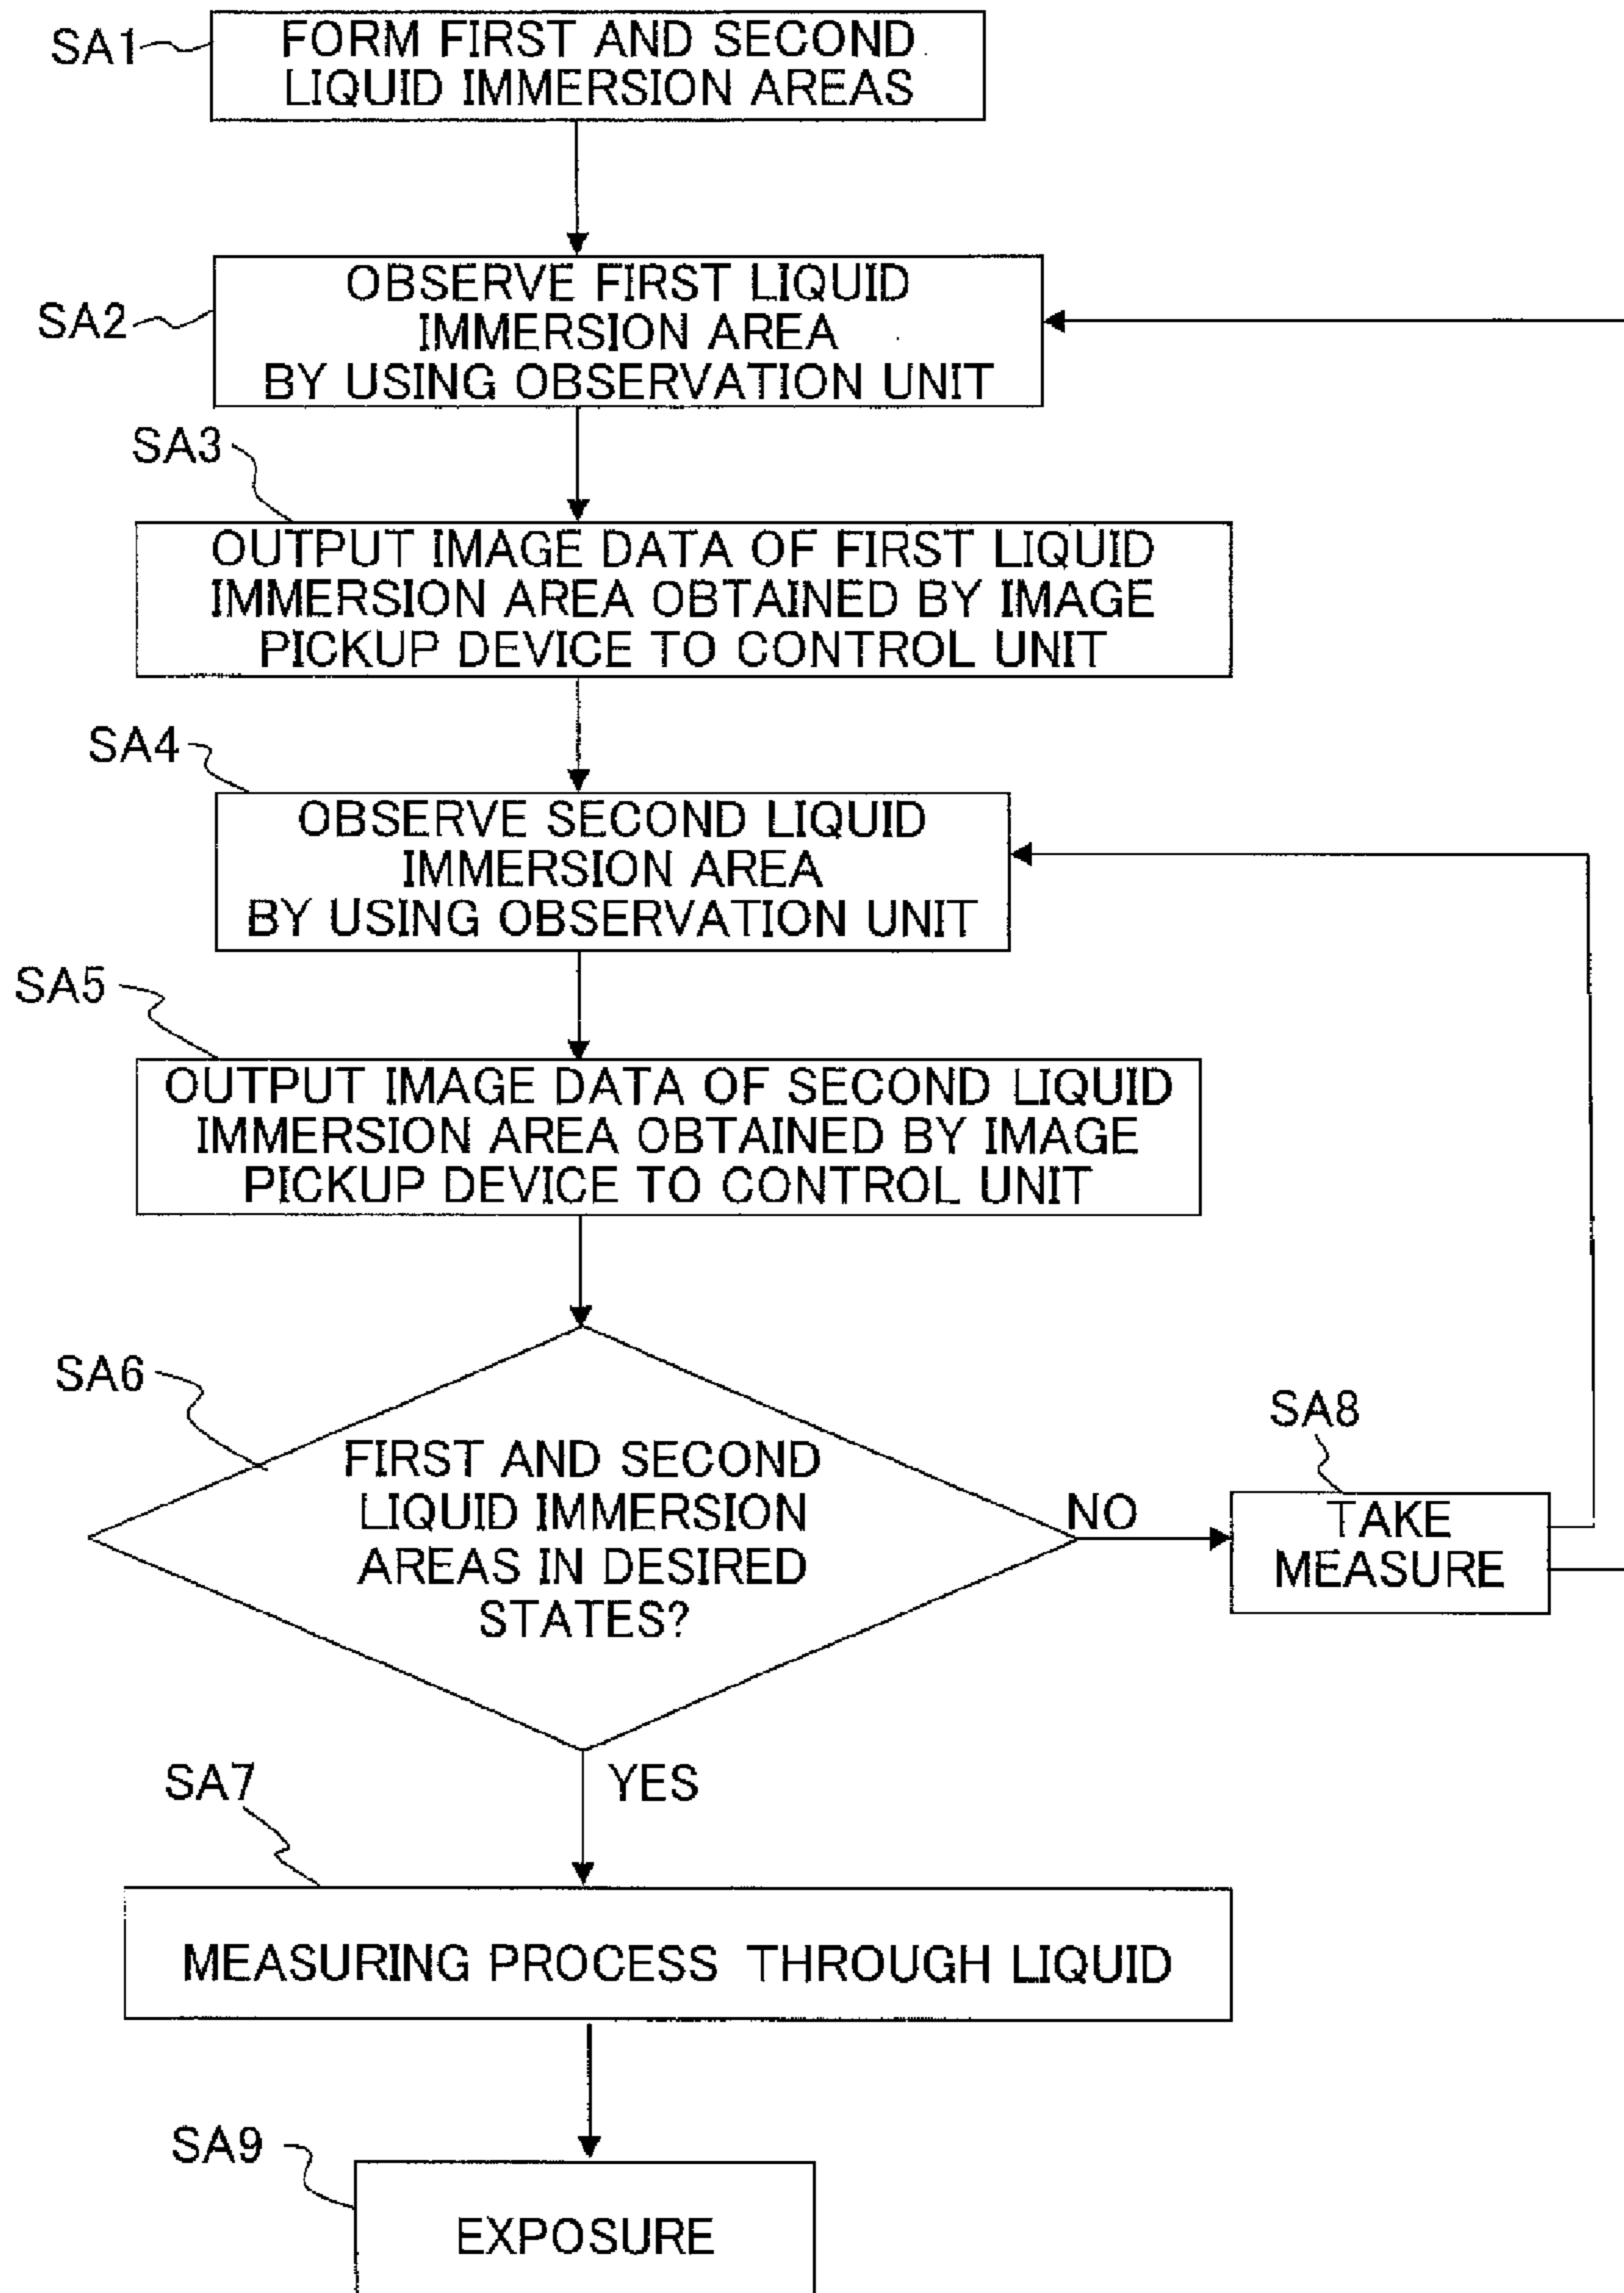 SA1
FORM FIRST AND SECOND
LIQUID IMMERSION AREAS
SA2
OBSERVE FIRST LIQUID
IMMERSION AREA
BY USING OBSERVATION UNIT
SA3
OUTPUT IMAGE DATA OF FIRST LIQUID
IMMERSION AREA OBTAINED BY IMAGE
PICKUP DEVICE TO CONTROL UNIT
SA4
OBSERVE SECOND LIQUID
IMMERSION AREA
BY USING OBSERVATION UNIT
SA5
OUTPUT IMAGE DATA OF SECOND LIQUID
IMMERSION AREA OBTAINED BY IMAGE
PICKUP DEVICE TO CONTROL UNIT
SA6
FIRST AND SECOND
LIQUID IMMERSION
AREAS IN DESIRED
STATES?
NO
SA8
TAKE
MEASURE
YES
SA7
MEASURING PROCESS THROUGH LIQUID
SA9
EXPOSURE